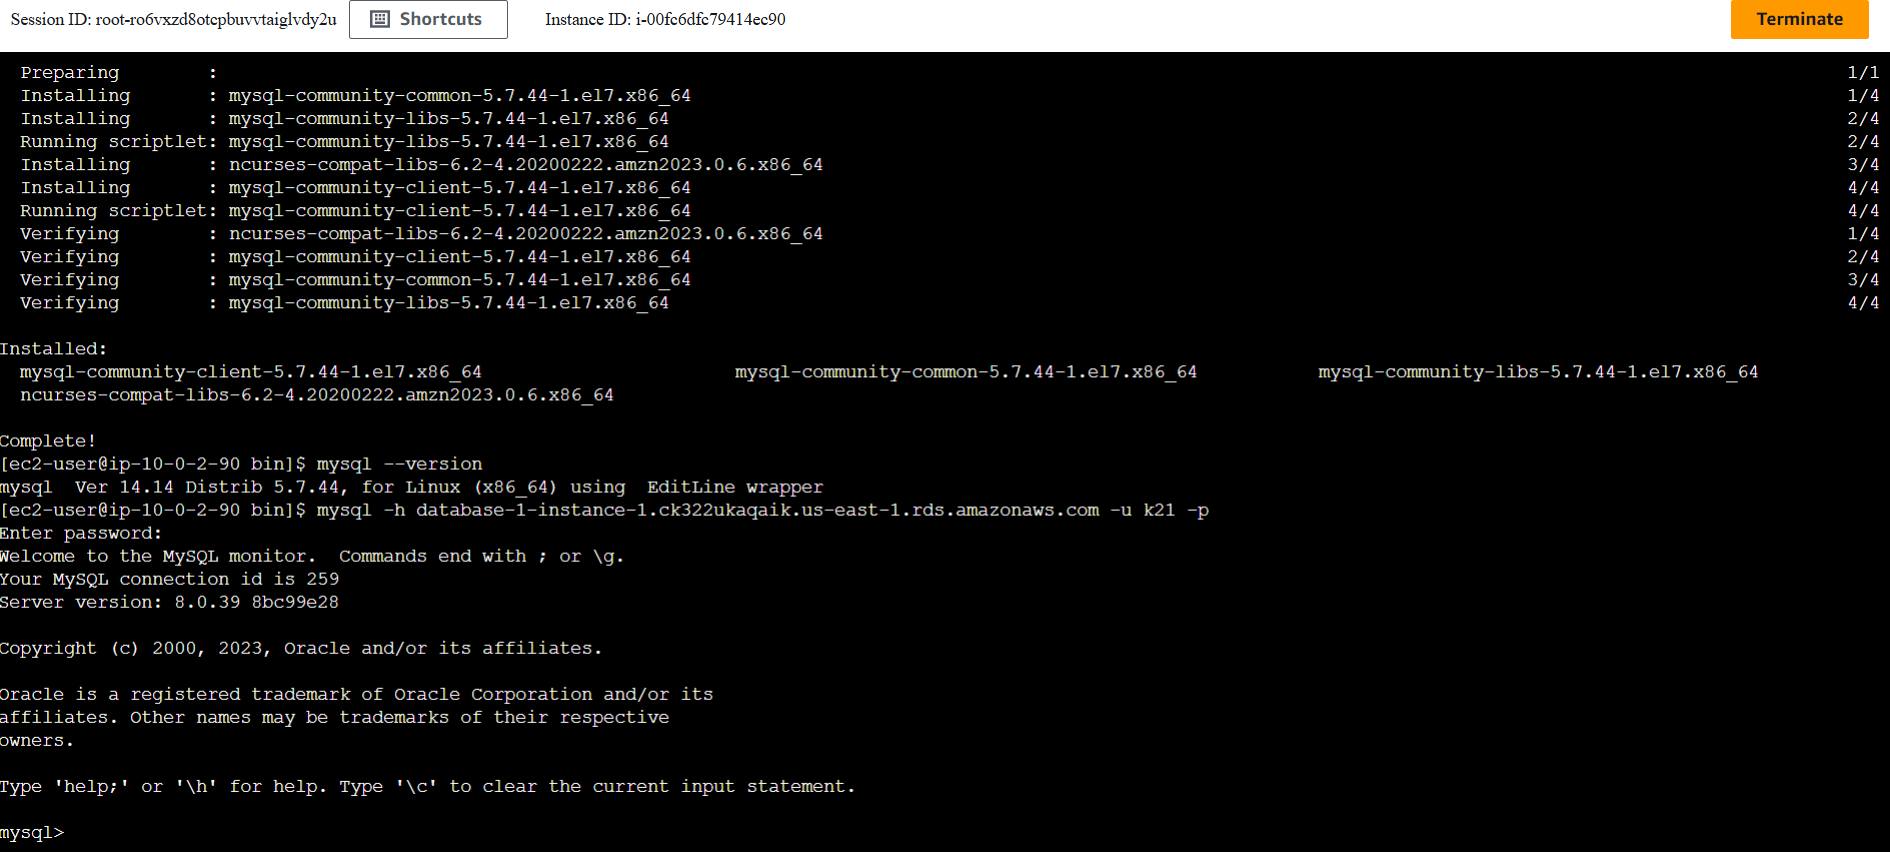 Session ID: root-ro6vxzd8otcpbuvvtaiglvdy2u Shortcuts Instance ID: i-00fc6dfc79414ec90 Terminate
Preparing : 1/1
Installing : mysql-community-common-5.7.44-1.el7.x86_64 1/4
Installing : mysql-community-libs-5.7.44-1.el7.x86_64 2/4
Running scriptlet: mysql-community-libs-5.7.44-1.el7.x86_64 2/4
Installing : ncurses-compat-libs-6.2-4.20200222.amzn2023.0.6.x86_64 3/4
Installing : mysql-community-client-5.7.44-1.el7.x86_64 4/4
Running scriptlet: mysql-community-client-5.7.44-1.el7.x86_64 4/4
Verifying : ncurses-compat-libs-6.2-4.20200222.amzn2023.0.6.x86_64 1/4
Verifying : mysql-community-client-5.7.44-1.el7.x86_64 2/4
Verifying : mysql-community-common-5.7.44-1.el7.x86_64 3/4
Verifying : mysql-community-libs-5.7.44-1.el7.x86_64 4/4
Installed:
mysql-community-client-5.7.44-1.el7.x86_64 mysql-community-common-5.7.44-1.el7.x86_64 mysql-community-libs-5.7.44-1.el7.x86_64
ncurses-compat-libs-6.2-4.20200222.amzn2023.0.6.x86_64
Complete!
[ec2-user@ip-10-0-2-90 bin]$ mysql --version
mysql Ver 14.14 Distrib 5.7.44, for Linux (x86_64) using EditLine wrapper
[ec2-user@ip-10-0-2-90 bin]$ mysql -h database-1-instance-1.ck322ukaqaik.us-east-1.rds.amazonaws.com -u k21 -p
Enter password:
Welcome to the MySQL monitor. Commands end with ; or \g.
Your MySQL connection id is 259
Server version: 8.0.39 8bc99e28
Copyright (c) 2000, 2023, Oracle and/or its affiliates.
Oracle is a registered trademark of Oracle Corporation and/or its
affiliates. Other names may be trademarks of their respective
owners.
Type 'help;' or '\h' for help. Type '\c' to clear the current input statement.
mysql>